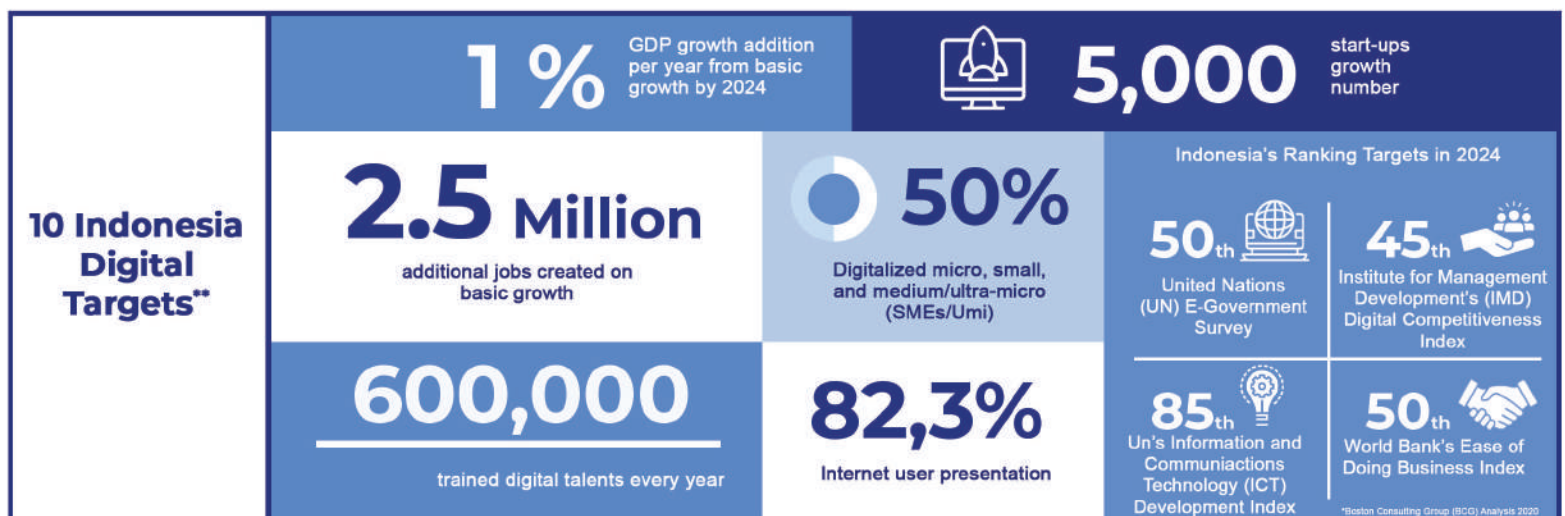 10 Indonesia
Digital
Targets**
1 %
GDP growth addition
per year from basic
growth by 2024
5,000
start-ups
growth
number
2.5 Million
additional jobs created on
basic growth
50%
Digitalized micro, small,
and medium/ultra-micro
(SMEs/Umi)
600,000
trained digital talents every year
82,3%
Internet user presentation
Indonesia's Ranking Targets in 2024
50th
United Nations
(UN) E-Government
Survey
45th
Institute for Management
Development's (IMD)
Digital Competitiveness
Index
85th
Un's Information and
Communiactions
Technology (ICT)
Development Index
50th
World Bank's Ease of
Doing Business Index
*Boston Consulting Group (BCG) Analysis 2020